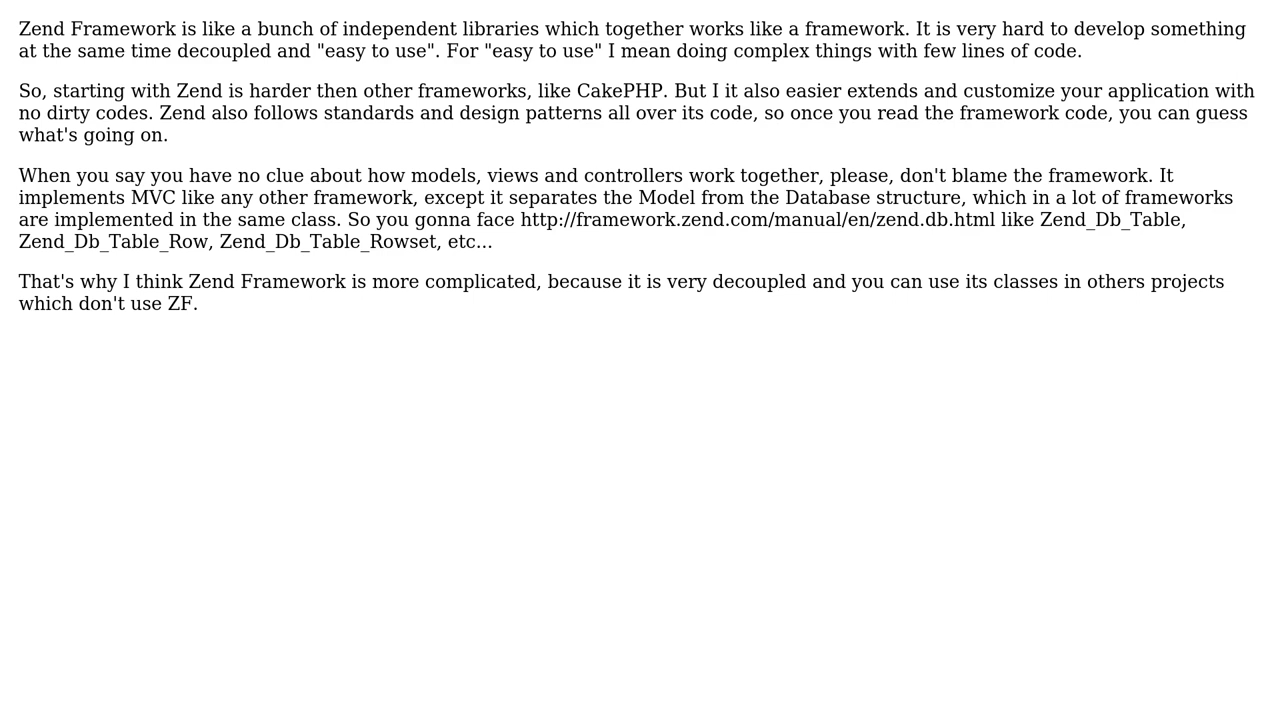 Zend Framework is like a bunch of independent libraries which together works like a framework. It is very hard to develop something
at the same time decoupled and "easy to use". For "easy to use" I mean doing complex things with few lines of code.
So, starting with Zend is harder then other frameworks, like CakePHP. But I it also easier extends and customize your application with
no dirty codes. Zend also follows standards and design patterns all over its code, so once you read the framework code, you can guess
what's going on.
When you say you have no clue about how models, views and controllers work together, please, don't blame the framework. It
implements MVC like any other framework, except it separates the Model from the Database structure, which in a lot of frameworks
are implemented in the same class. So you gonna face http://framework.zend.com/manual/en/zend.db.html like Zend_Db_Table,
Zend_Db_Table_Row, Zend_Db_Table_Rowset, etc...
That's why I think Zend Framework is more complicated, because it is very decoupled and you can use its classes in others projects
which don't use ZF.